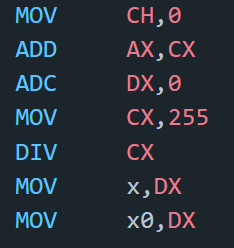 MOV CH,0
ADD AX,CX
ADC DX,0
MOV CX,255
DIV CX
MOV x,DX
MOV x0,DX